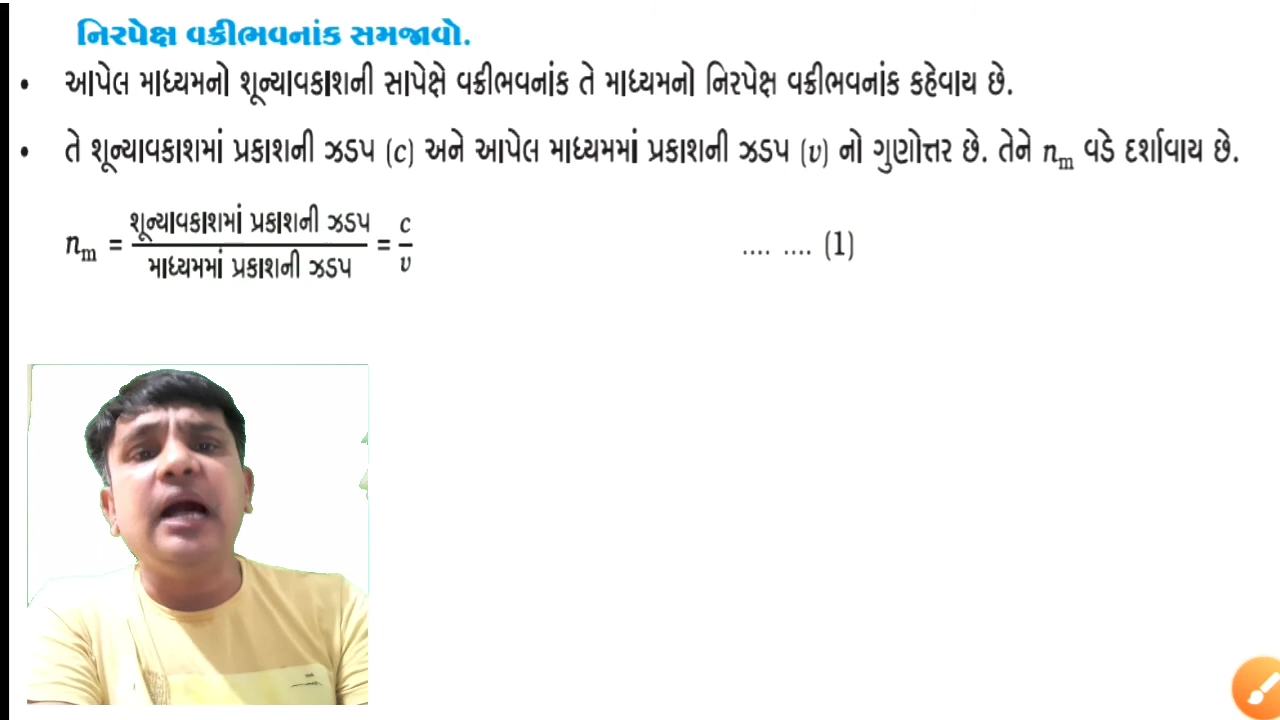 નિરપેક્ષ વક્રીભવનાંક સમજાવો.
• આપેલ માધ્યમનો શૂન્યાવકાશની સાપેક્ષે વક્રીભવનાંક તે માધ્યમનો નિરપેક્ષ વક્રીભવનાંક કહેવાય છે.
• તે શૂન્યાવકાશમાં પ્રકાશની ઝડપ (c) અને આપેલ માધ્યમમાં પ્રકાશની ઝડપ (v) નો ગુણોત્તર છે. તેને nₘ વડે દર્શાવાય છે.
nₘ = શૂન્યાવકાશમાં પ્રકાશની ઝડપ / માધ્યમમાં પ્રકાશની ઝડપ = c / v .... .... (1)